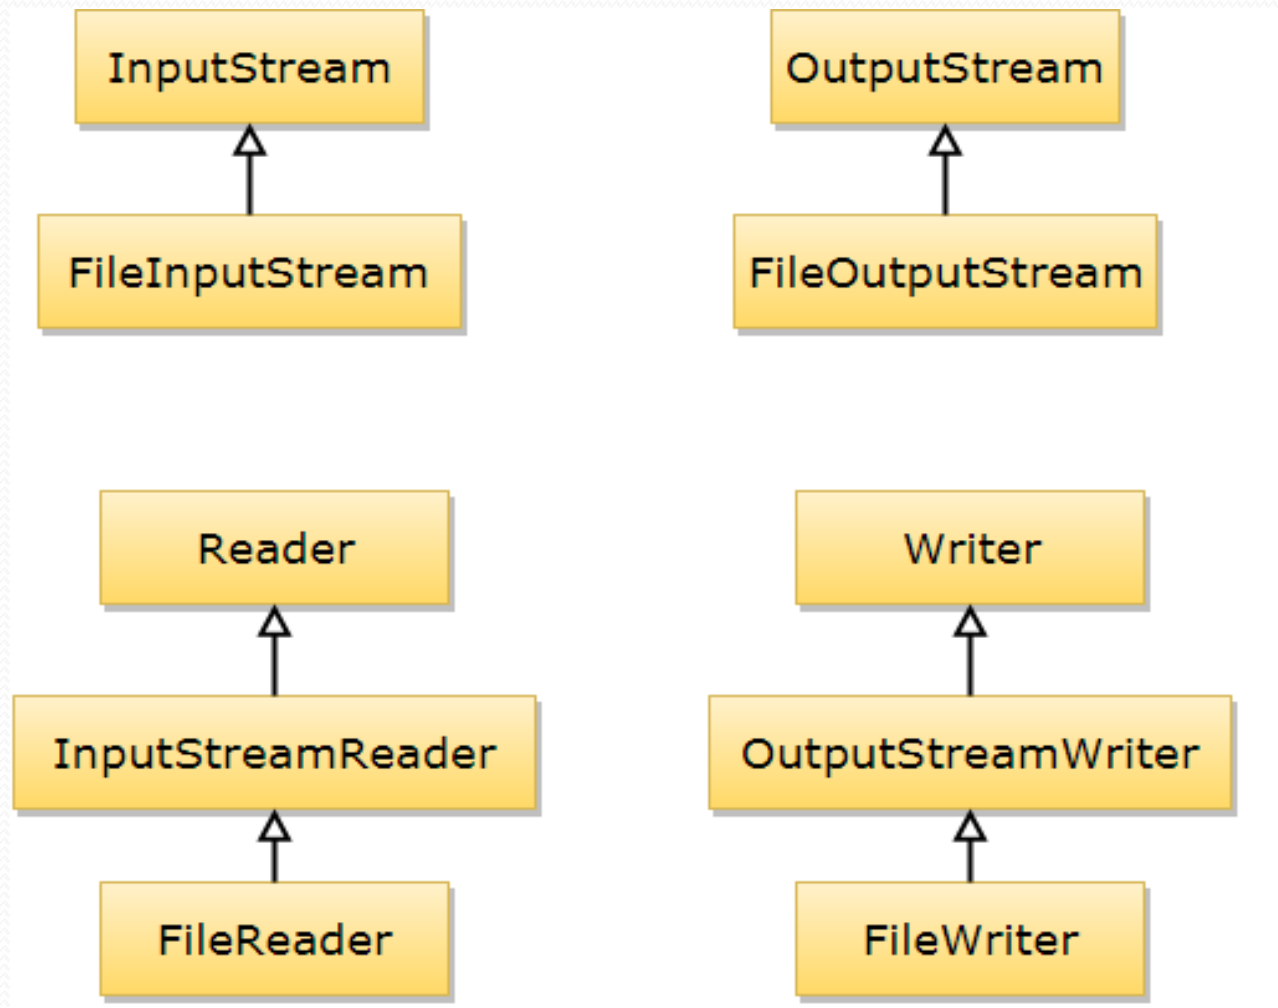 InputStream
OutputStream
FileInputStream
FileOutputStream
Reader
Writer
InputStreamReader
OutputStreamWriter
FileReader
FileWriter